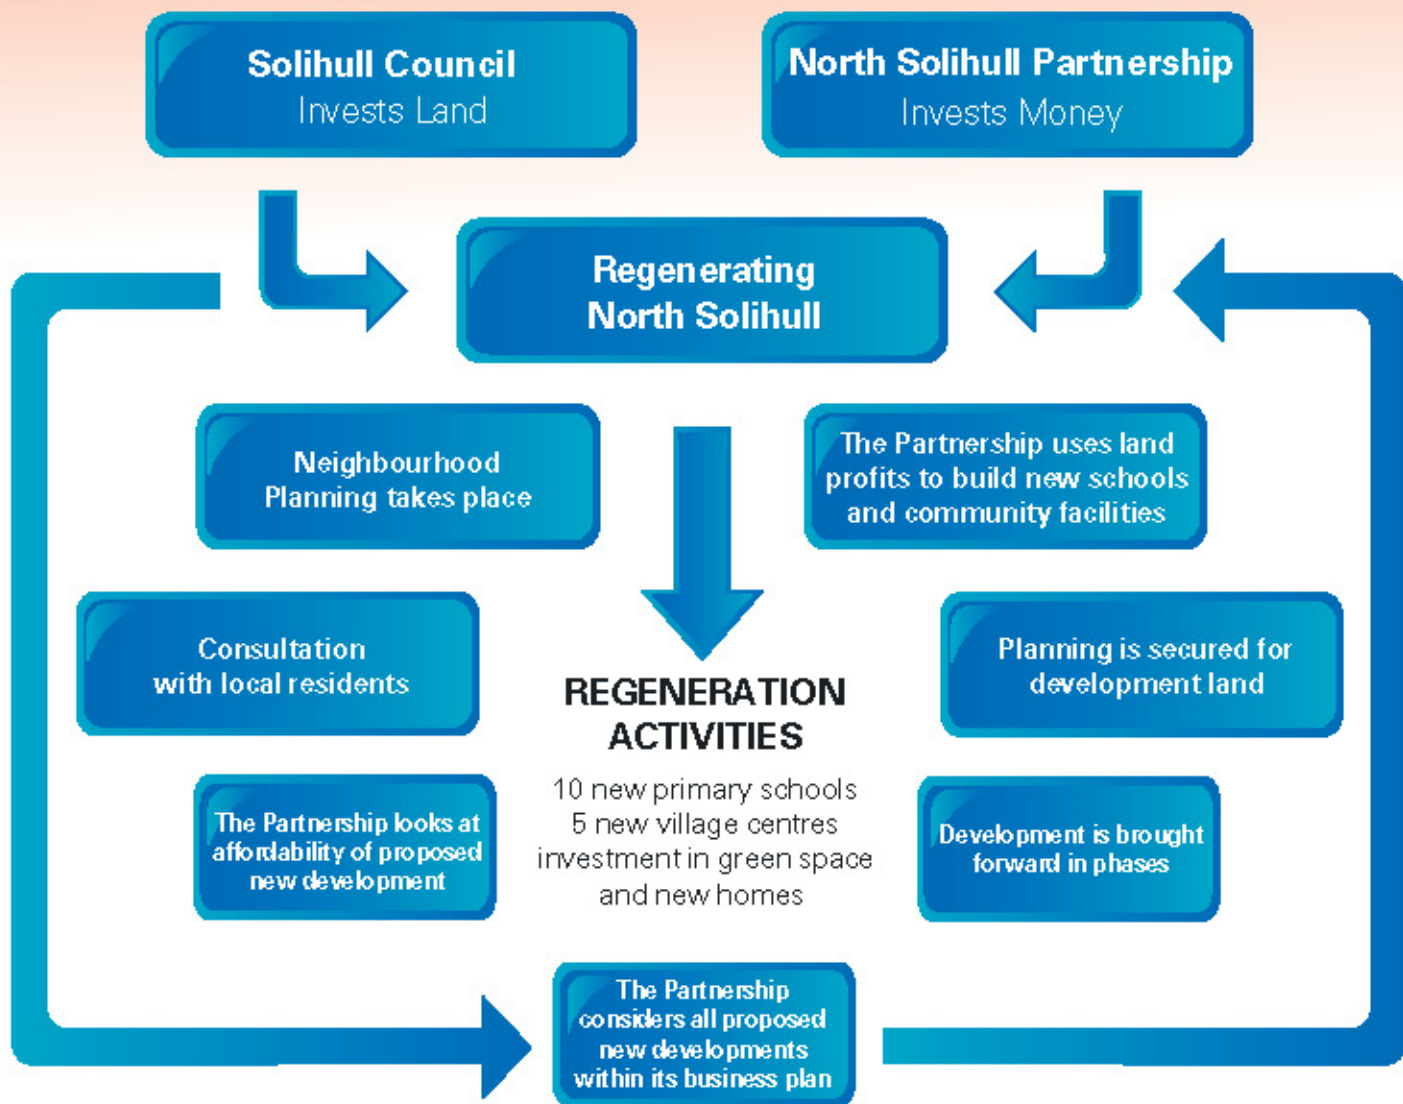 Solihull Council
Invests Land
North Solihull Partnership
Invests Money
Regenerating
North Solihull
Neighbourhood
Planning takes place
The Partnership uses land
profits to build new schools
and community facilities
Consultation
with local residents
Planning is secured for
development land
REGENERATION
ACTIVITIES
10 new primary schools
5 new village centres
investment in green space
and new homes
The Partnership looks at
affordability of proposed
new development
Development is brought
forward in phases
The Partnership
considers all proposed
new developments
within its business plan